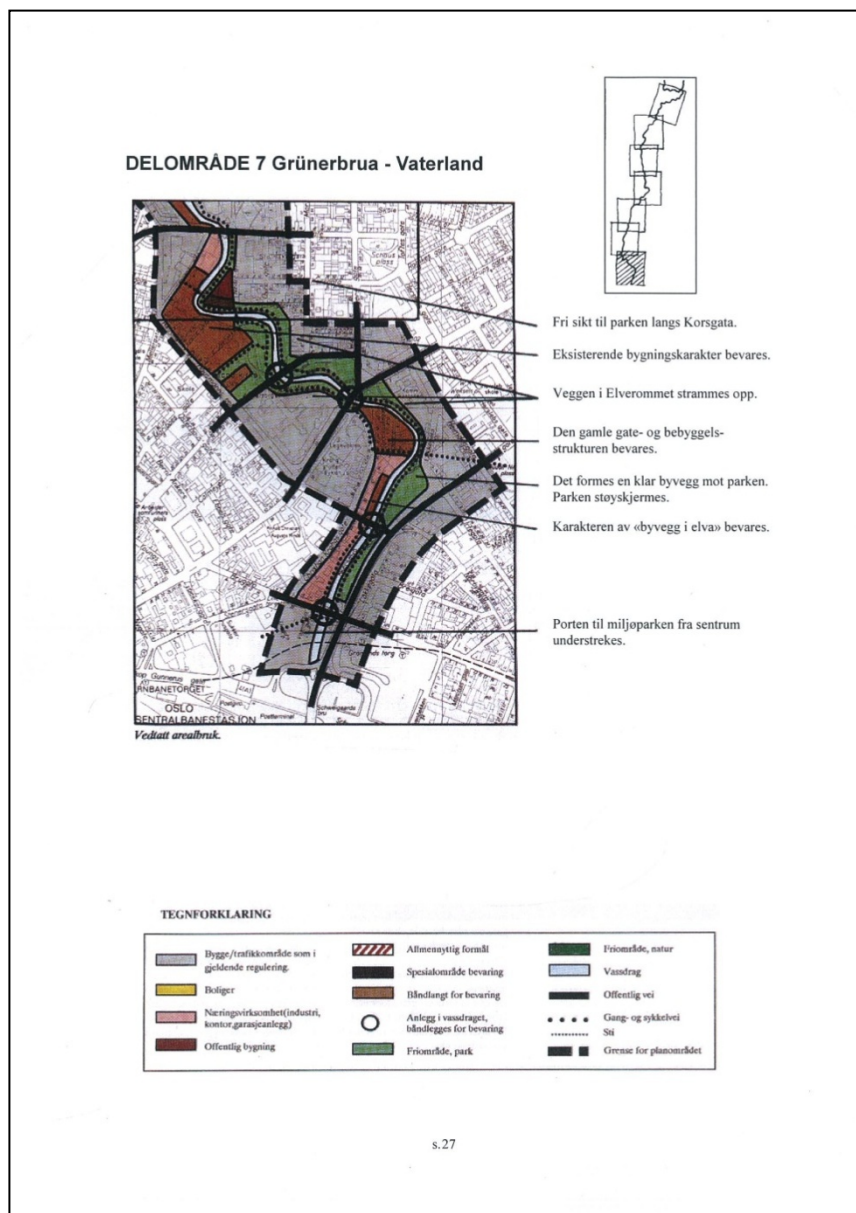 DELOMRÅDE 7 Grünerbrua - Vaterland
Fri sikt til parken langs Korsgata.
Eksisterende bygningskarakter bevares.
Veggen i Elverommet strammes opp.
Den gamle gate- og bebyggels-
strukturen bevares.
Det formes en klar byvegg mot parken.
Parken støyskjermes.
Karakteren av «byvegg i elva» bevares.
Porten til miljøparken fra sentrum
understrekes.
OSLO
SENTRALBANESTASJON
Postterminal
Vedtatt arealbruk.
TEGNFORKLARING
Bygge/trafikkområde som i
gjeldende regulering.
Boliger
Næringsvirksomhet(industri,
kontor,garasjeanlegg)
Offentlig bygning
Allmennyttig formål
Spesialområde bevaring
Båndlangt for bevaring
Anlegg i vassdraget,
båndlegges for bevaring
Friområde, park
Friområde, natur
Vassdrag
Offentlig vei
Gang- og sykkelvei
Sti
Grense for planområdet
s.27